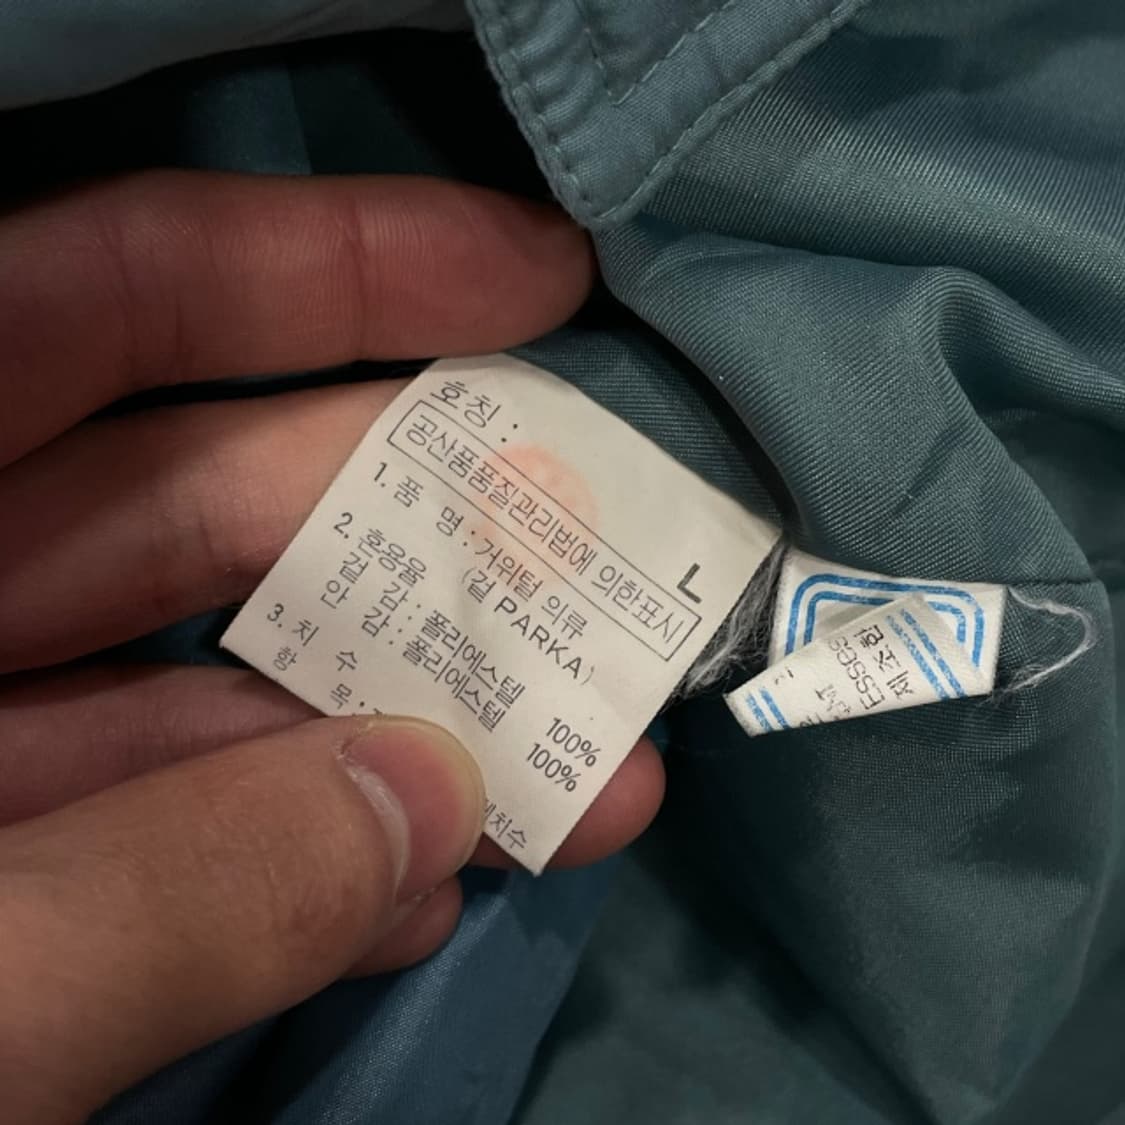 호칭 : L
공산품품질관리법에 의한표시
1. 품 명 : 거위털 의류
(겉 PARKA)
2. 혼용율
겉 감 : 폴리에스텔 100%
안 감 : 폴리에스텔 100%
3. 치 수
항 목 :
치수